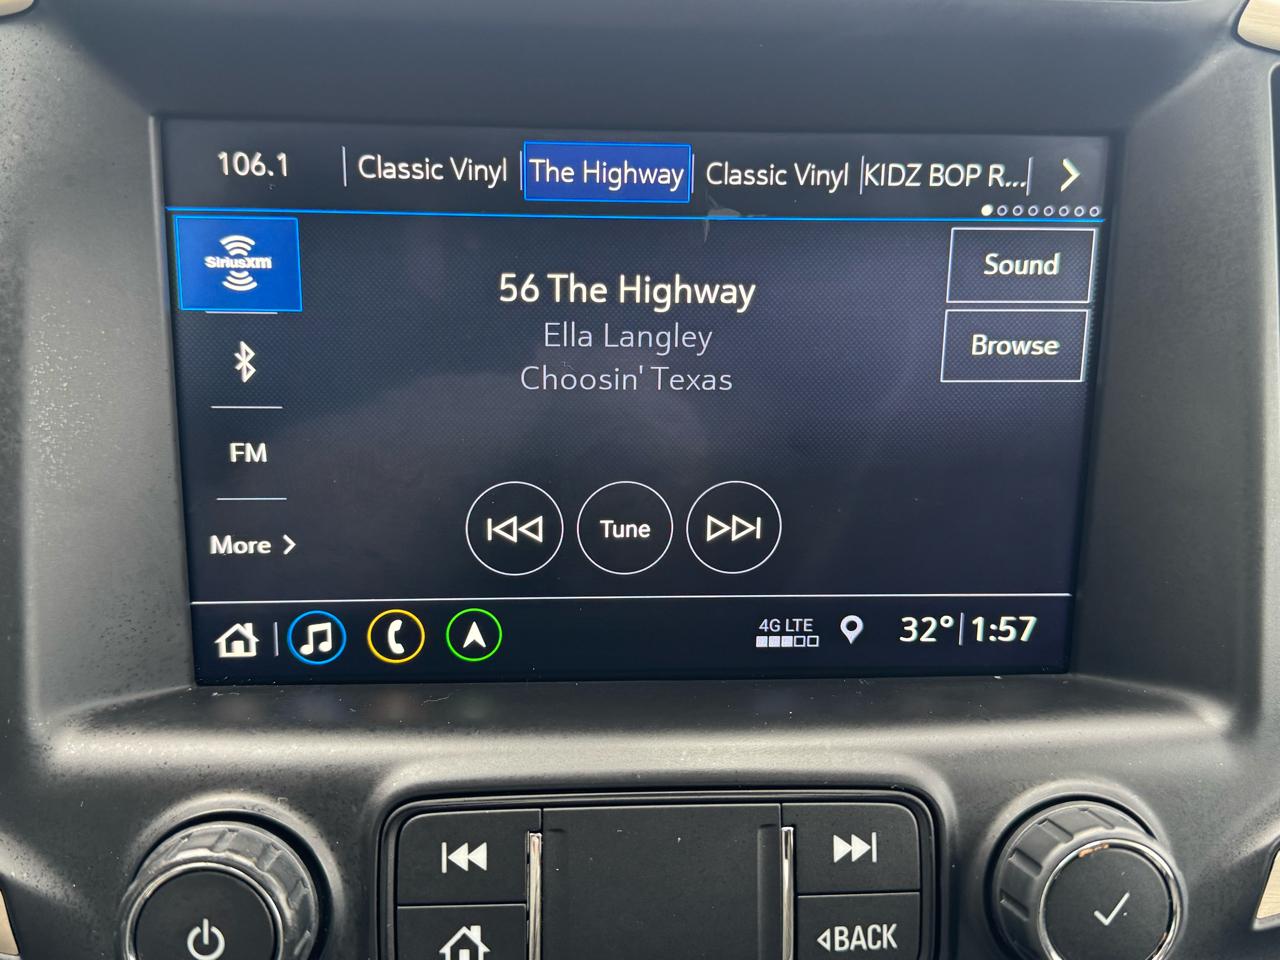 106.1
Classic Vinyl
The Highway
Classic Vinyl
KIDZ BOP R...
SiriusXM
Sound
56 The Highway
Ella Langley
Choosin' Texas
Browse
FM
More
Tune
4G LTE
32° 1:57
BACK